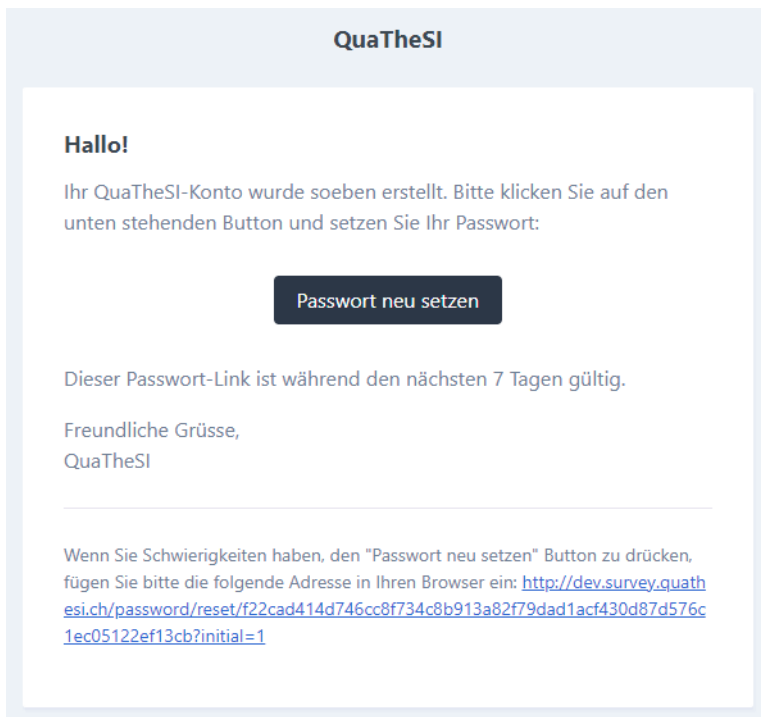 QuaTheSI
Hallo!
Ihr QuaTheSI-Konto wurde soeben erstellt. Bitte klicken Sie auf den
unten stehenden Button und setzen Sie Ihr Passwort:
Passwort neu setzen
Dieser Passwort-Link ist während den nächsten 7 Tagen gültig.
Freundliche Grüsse,
QuaTheSI
Wenn Sie Schwierigkeiten haben, den "Passwort neu setzen" Button zu drücken,
fügen Sie bitte die folgende Adresse in Ihren Browser ein: http://dev.survey.quath
esi.ch/password/reset/f22cad414d746cc8f734c8b913a82f79dad1acf430d87d576c
1ec05122ef13cb?initial=1